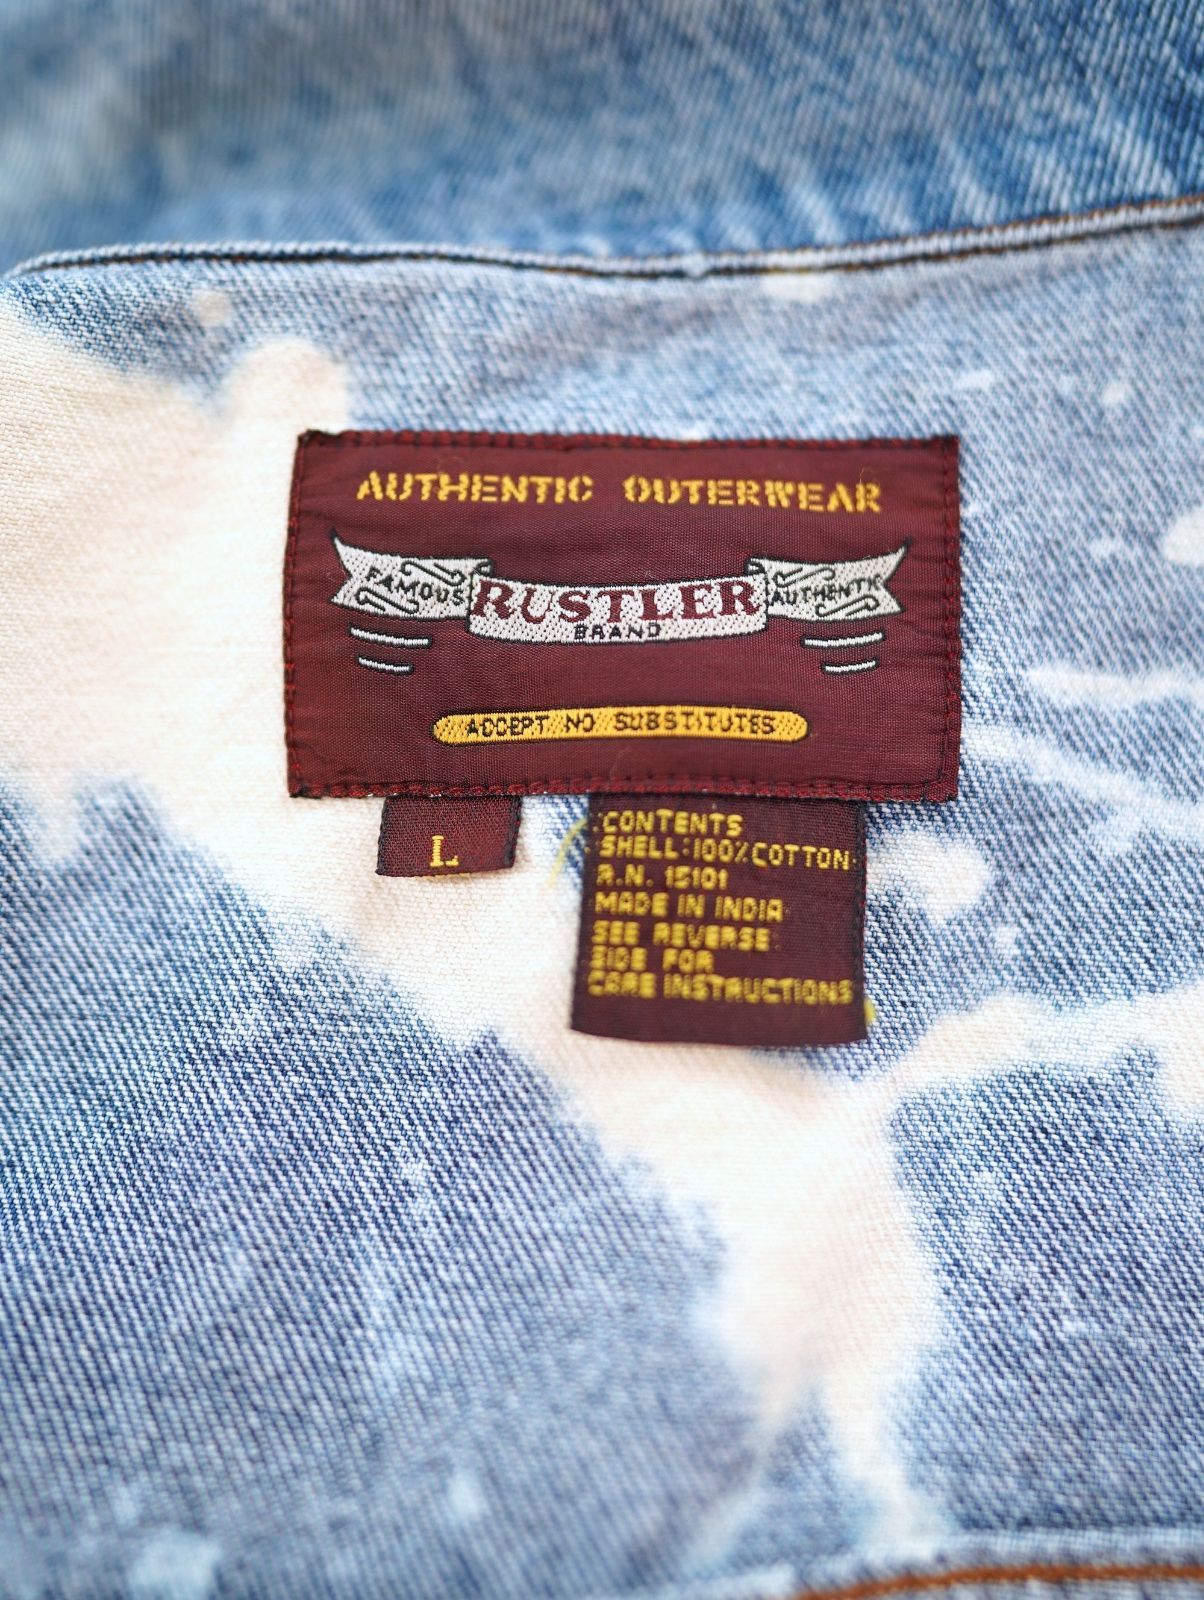 AUTHENTIC OUTERWEAR
FAMOUS RUSTLER AUTHENTIC
BRAND
ACCEPT NO SUBSTITUTES
L
CONTENTS
SHELL:100% COTTON
R.N. 15101
MADE IN INDIA
SEE REVERSE
SIDE FOR
CARE INSTRUCTIONS